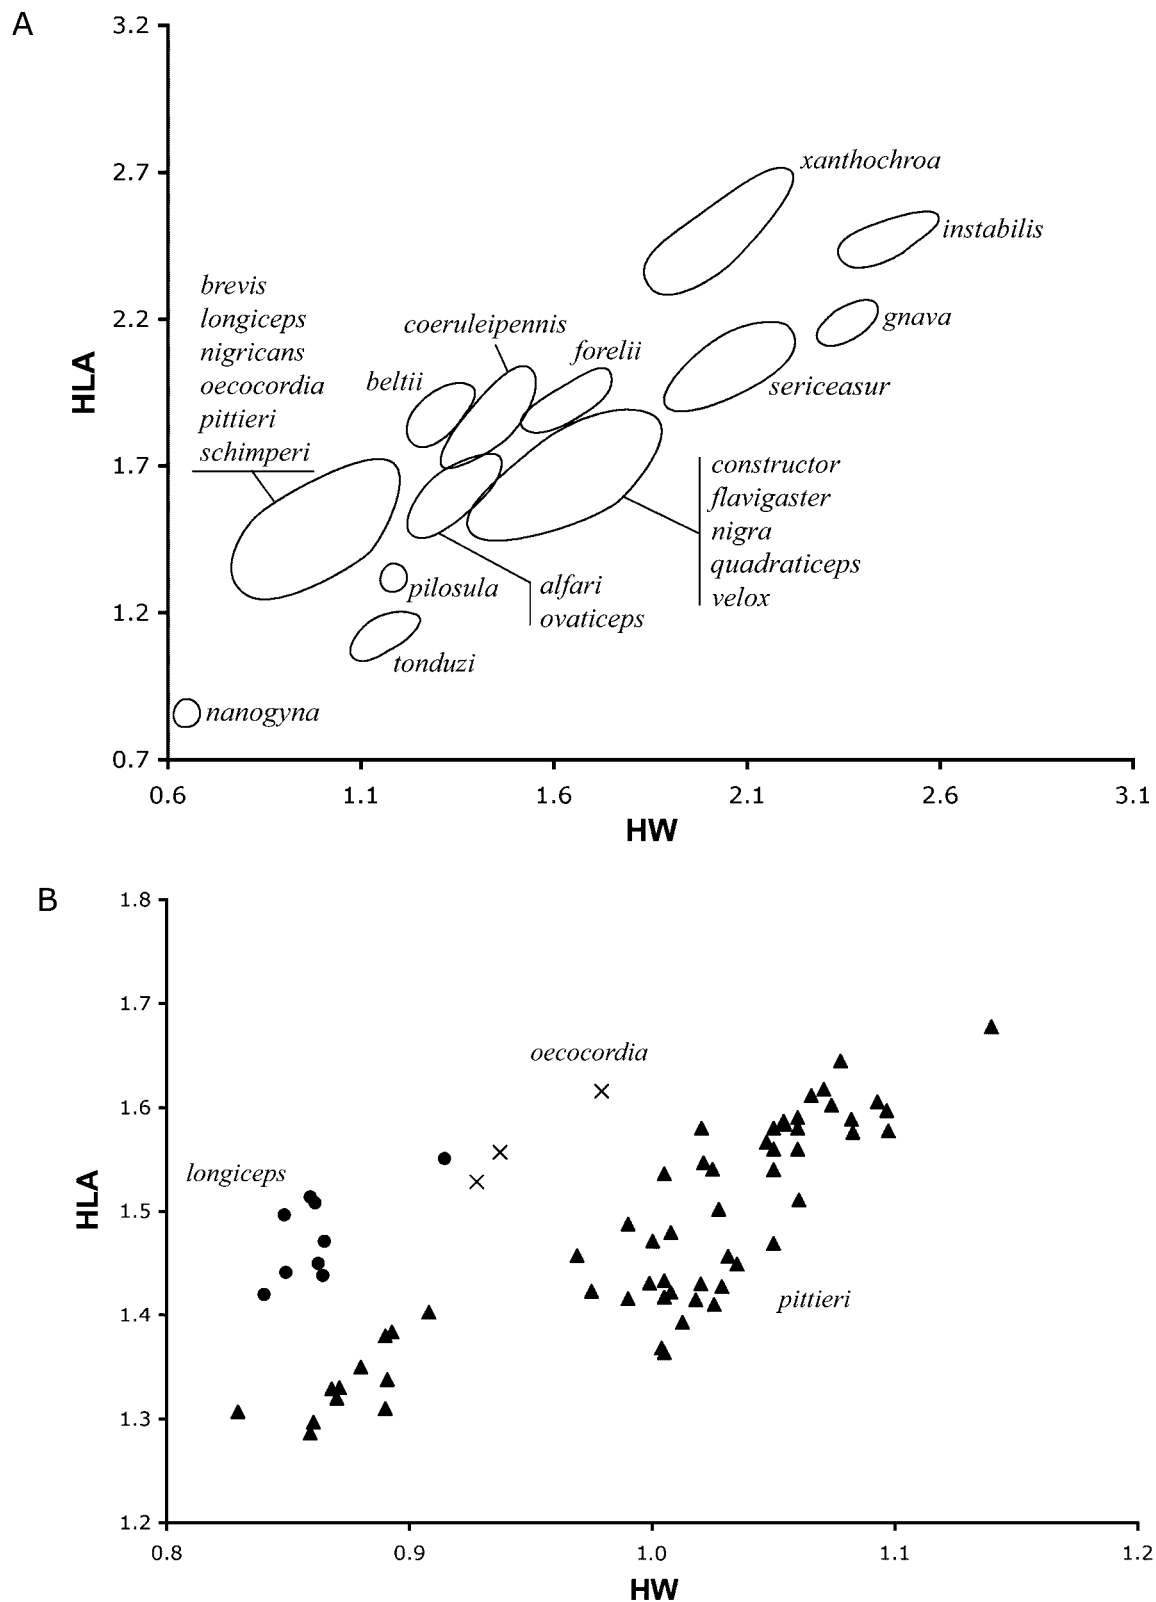 A
3.2
2.7
2.2
1.7
1.2
0.7
HLA
xanthochroa
instabilis
gnava
sericeasur
coeruleipennis
forelii
beltii
brevis
longiceps
nigricans
oecocordia
pittieri
schimperi
constructor
flavigaster
nigra
quadraticeps
velox
pilosula
alfari
ovaticeps
tonduzi
nanogyna
0.6 1.1 1.6 2.1 2.6 3.1
HW
B
1.8
1.7
1.6
1.5
1.4
1.3
1.2
HLA
oecocordia
longiceps
pittieri
0.8 0.9 1.0 1.1 1.2
HW